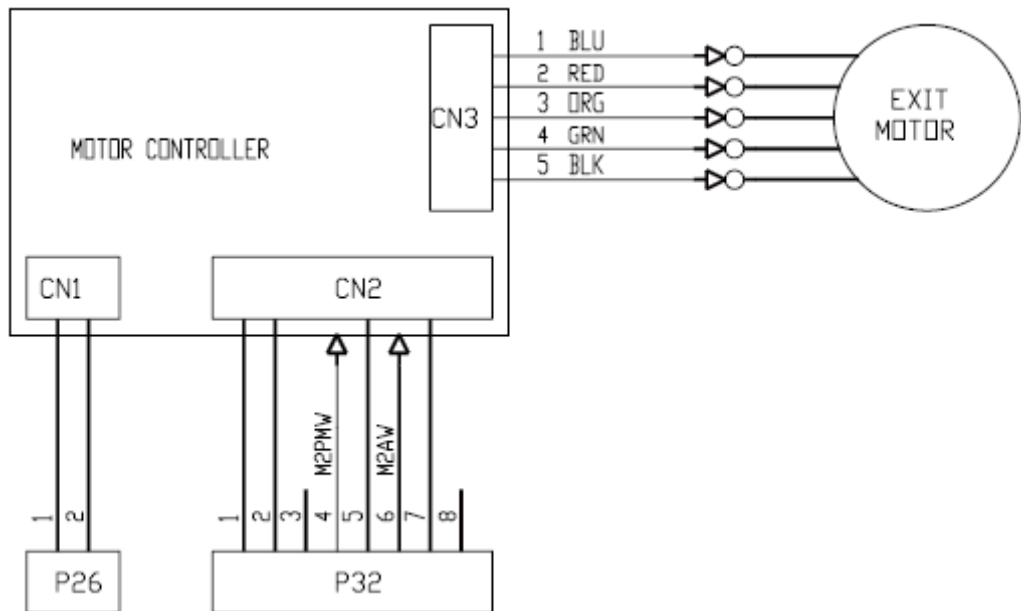 1 BLU
2 RED
3 ORG
4 GRN
5 BLK
CN3
EXIT
MOTOR
MOTOR CONTROLLER
CN1
CN2
M2PMW
M2AW
1
2
1
2
3
4
5
6
7
8
P26
P32